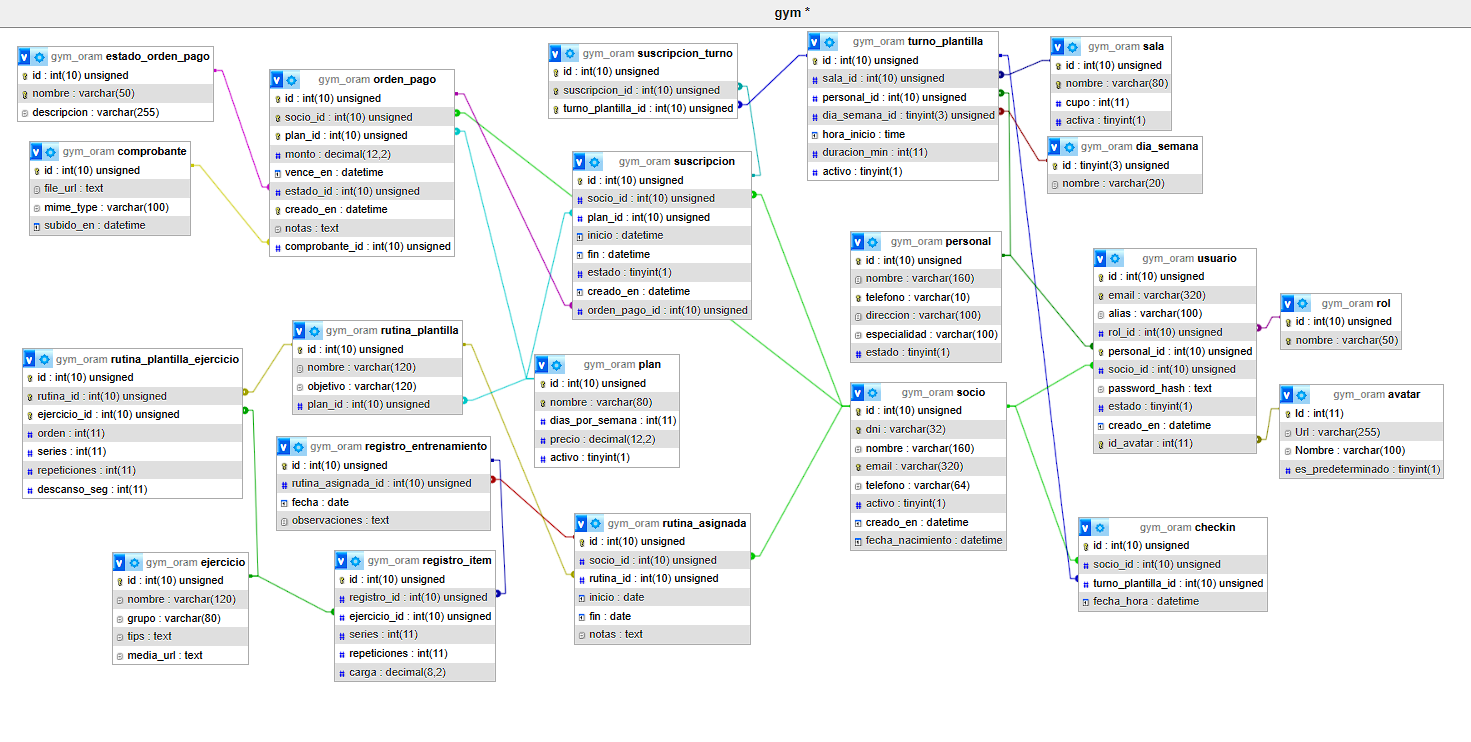 gym *
gym_oram estado_orden_pago
id : int(10) unsigned
nombre : varchar(50)
descripcion : varchar(255)
gym_oram comprobante
id : int(10) unsigned
file_url : text
mime_type : varchar(100)
subido_en : datetime
gym_oram orden_pago
id : int(10) unsigned
socio_id : int(10) unsigned
plan_id : int(10) unsigned
monto : decimal(12,2)
vence_en : datetime
estado_id : int(10) unsigned
creado_en : datetime
notas : text
comprobante_id : int(10) unsigned
gym_oram suscripcion_turno
id : int(10) unsigned
suscripcion_id : int(10) unsigned
turno_plantilla_id : int(10) unsigned
gym_oram suscripcion
id : int(10) unsigned
socio_id : int(10) unsigned
plan_id : int(10) unsigned
inicio : datetime
fin : datetime
estado : tinyint(1)
creado_en : datetime
orden_pago_id : int(10) unsigned
gym_oram turno_plantilla
id : int(10) unsigned
sala_id : int(10) unsigned
personal_id : int(10) unsigned
dia_semana_id : tinyint(3) unsigned
hora_inicio : time
duracion_min : int(11)
activo : tinyint(1)
gym_oram sala
id : int(10) unsigned
nombre : varchar(80)
cupo : int(11)
activa : tinyint(1)
gym_oram dia_semana
id : tinyint(3) unsigned
nombre : varchar(20)
gym_oram personal
id : int(10) unsigned
nombre : varchar(160)
telefono : varchar(10)
direccion : varchar(100)
especialidad : varchar(100)
estado : tinyint(1)
gym_oram usuario
id : int(10) unsigned
email : varchar(320)
alias : varchar(100)
rol_id : int(10) unsigned
personal_id : int(10) unsigned
socio_id : int(10) unsigned
password_hash : text
estado : tinyint(1)
creado_en : datetime
id_avatar : int(11)
gym_oram rol
id : int(10) unsigned
nombre : varchar(50)
gym_oram avatar
Id : int(11)
Url : varchar(255)
Nombre : varchar(100)
es_predeterminado : tinyint(1)
gym_oram rutina_plantilla_ejercicio
id : int(10) unsigned
rutina_id : int(10) unsigned
ejercicio_id : int(10) unsigned
orden : int(11)
series : int(11)
repeticiones : int(11)
descanso_seg : int(11)
gym_oram rutina_plantilla
id : int(10) unsigned
nombre : varchar(120)
objetivo : varchar(120)
plan_id : int(10) unsigned
gym_oram plan
id : int(10) unsigned
nombre : varchar(80)
dias_por_semana : int(11)
precio : decimal(12,2)
activo : tinyint(1)
gym_oram socio
id : int(10) unsigned
dni : varchar(32)
nombre : varchar(160)
email : varchar(320)
telefono : varchar(64)
activo : tinyint(1)
creado_en : datetime
fecha_nacimiento : datetime
gym_oram registro_entrenamiento
id : int(10) unsigned
rutina_asignada_id : int(10) unsigned
fecha : date
observaciones : text
gym_oram rutina_asignada
id : int(10) unsigned
socio_id : int(10) unsigned
rutina_id : int(10) unsigned
inicio : date
fin : date
notas : text
gym_oram checkin
id : int(10) unsigned
socio_id : int(10) unsigned
turno_plantilla_id : int(10) unsigned
fecha_hora : datetime
gym_oram ejercicio
id : int(10) unsigned
nombre : varchar(120)
grupo : varchar(80)
tips : text
media_url : text
gym_oram registro_item
id : int(10) unsigned
registro_id : int(10) unsigned
ejercicio_id : int(10) unsigned
series : int(11)
repeticiones : int(11)
carga : decimal(8,2)